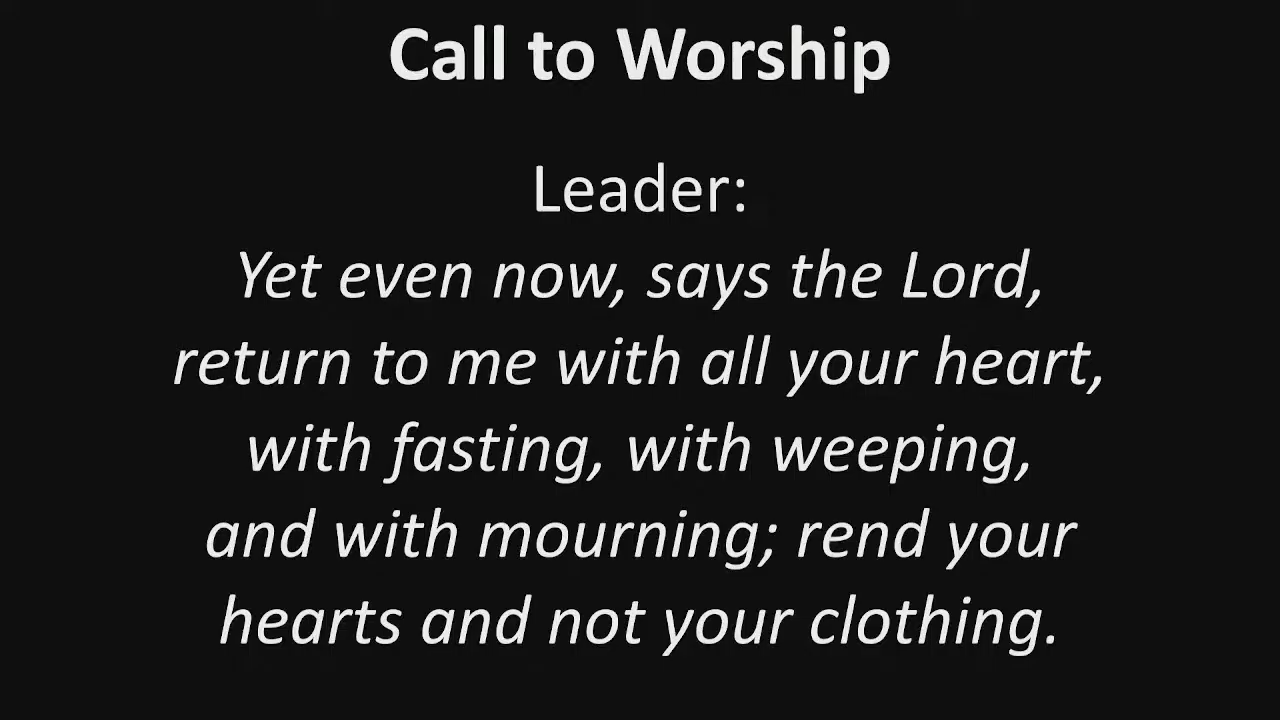 Call to Worship
Leader:
Yet even now, says the Lord,
return to me with all your heart,
with fasting, with weeping,
and with mourning; rend your
hearts and not your clothing.